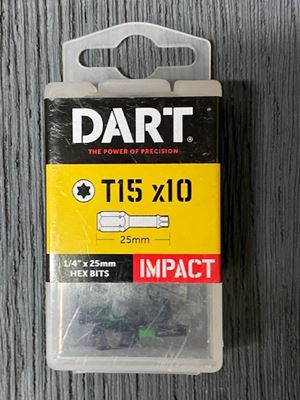 DART®
THE POWER OF PRECISION
T15 x10
25mm
1/4" x 25mm
HEX BITS
IMPACT